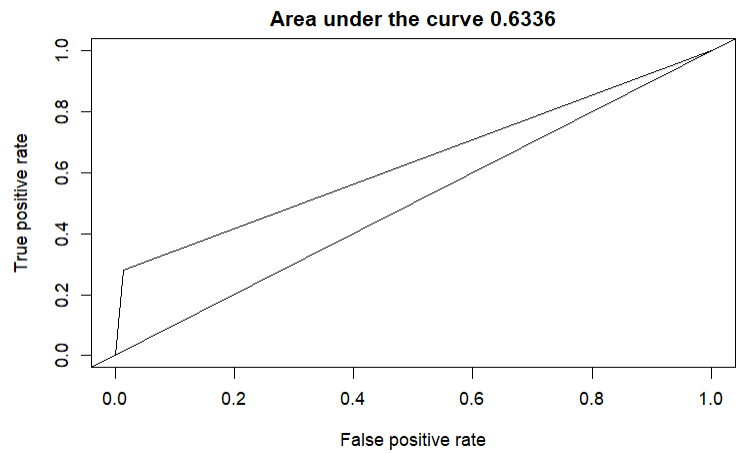 Area under the curve 0.6336
True positive rate
1.0
0.8
0.6
0.4
0.2
0.0
0.0 0.2 0.4 0.6 0.8 1.0
False positive rate